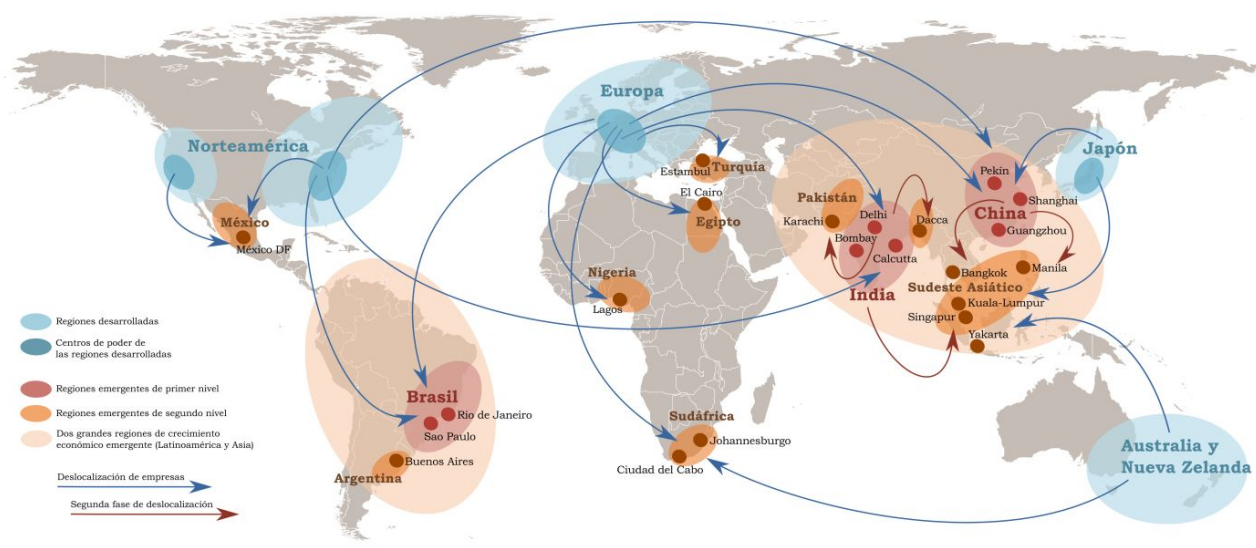 Europa
Norteamérica
Japón
Estambul
Turquía
Pekin
El Cairo
Pakistán
Shanghai
México
Egipto
Karachi
Delhi
Dacca
China
Guangzhou
México DF
Bombay
Calcutta
Nigeria
Bangkok
Manila
Sudeste Asiático
India
Kuala-Lumpur
Lagos
Singapur
Yakarta
Regiones desarrolladas
Centros de poder de
las regiones desarrolladas
Regiones emergentes de primer nivel
Regiones emergentes de segundo nivel
Dos grandes regiones de crecimiento
económico emergente (Latinoamérica y Asia)
Deslocalización de empresas
Segunda fase de deslocalización
Brasil
Rio de Janeiro
Sao Paulo
Buenos Aires
Argentina
Sudáfrica
Johannesburgo
Ciudad del Cabo
Australia y
Nueva Zelanda